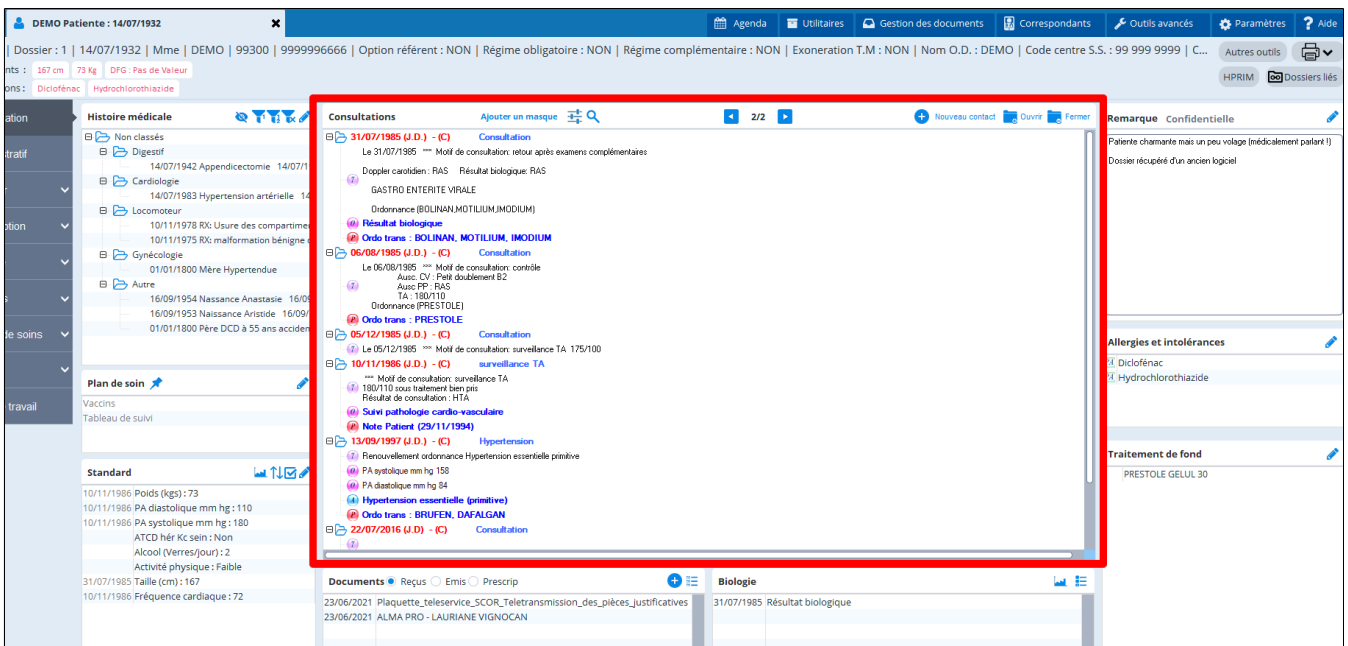 DEMO Patiente : 14/07/1932
Agenda
Utilitaires
Gestion des documents
Correspondants
Outils avancés
Paramètres
? Aide
| Dossier : 1 | 14/07/1932 | Mme | DEMO | 99300 | 9999996666 | Option référent : NON | Régime obligatoire : NON | Régime complémentaire : NON | Exoneration T.M : NON | Nom O.D. : DEMO | Code centre S.S. : 99 999 9999 | C...
Autres outils
nts : 167 cm 73 Kg DFG : Pas de Valeur
HPRIM
Dossiers liés
ons : Diclofénac Hydrochlorothiazide
ation
tratif
r
ption
s
de soins
travail
Histoire médicale
Non classés
Digestif
14/07/1942 Appendicectomie 14/07/1
Cardiologie
14/07/1983 Hypertension artérielle 14
Locomoteur
10/11/1978 RX: Usure des compartime
10/11/1975 RX: malformation bénigne d
Gynécologie
01/01/1800 Mère Hypertendue
Autre
16/09/1954 Nassance Anastasie 16/09
16/09/1953 Naissance Aristide 16/09/
01/01/1800 Père DCD à 55 ans acciden
Plan de soin
Vaccins
Tableau de suivi
Standard
10/11/1986 Poids (kgs) : 73
10/11/1986 PA diastolique mm hg : 110
10/11/1986 PA systolique mm hg : 180
ATCD hér Kc sein : Non
Alcool (Verres/jour) : 2
Activité physique : Faible
31/07/1985 Taille (cm) : 167
10/11/1986 Fréquence cardiaque : 72
Consultations
Ajouter un masque
2/2
Nouveau contact
Ouvrir
Fermer
31/07/1985 (J.D.) - (C) Consultation
Le 31/07/1985 *** Motif de consultation: retour après examens complémentaires
Doppler carotidien : RAS Résultat biologique: RAS
GASTRO ENTERITE VIRALE
Ordonnance (BOLINAN,MOTILIUM,IMODIUM)
Résultat biologique
Ordo trans : BOLINAN, MOTILIUM, IMODIUM
06/08/1985 (J.D.) - (C) Consultation
Le 06/08/1985 *** Motif de consultation: contrôle
Ausc. CV : Petit doublement B2
Ausc PP : RAS
TA : 180/110
Ordonnance (PRESTOLE)
Ordo trans : PRESTOLE
05/12/1985 (J.D.) - (C) Consultation
Le 05/12/1985 *** Motif de consultation: surveillance TA 175/100
10/11/1986 (J.D.) - (C) surveillance TA
*** Motif de consultation: surveillance TA
180/110 sous traitement bien pris
Résultat de consultation : HTA
Suivi pathologie cardio-vasculaire
Note Patient (29/11/1994)
13/09/1997 (J.D.) - (C) Hypertension
Renouvellement ordonnance Hypertension essentielle primitive
PA systolique mm hg 158
PA diastolique mm hg 84
Hypertension essentielle (primitive)
Ordo trans : BRUFEN, DAFALGAN
22/07/2016 (J.D) - (C) Consultation
Documents Reçus Emis Prescrip
23/06/2021 Plaquette_teleservice_SCOR_Teletransmission_des_pièces_justificatives
23/06/2021 ALMA PRO - LAURIANE VIGNOCAN
Biologie
31/07/1985 Résultat biologique
Remarque Confidentielle
Patiente charmante mais un peu volage (médicalement parlant !)
Dossier récupéré d'un ancien logiciel
Allergies et intolérances
Diclofénac
Hydrochlorothiazide
Traitement de fond
PRESTOLE GELUL 30